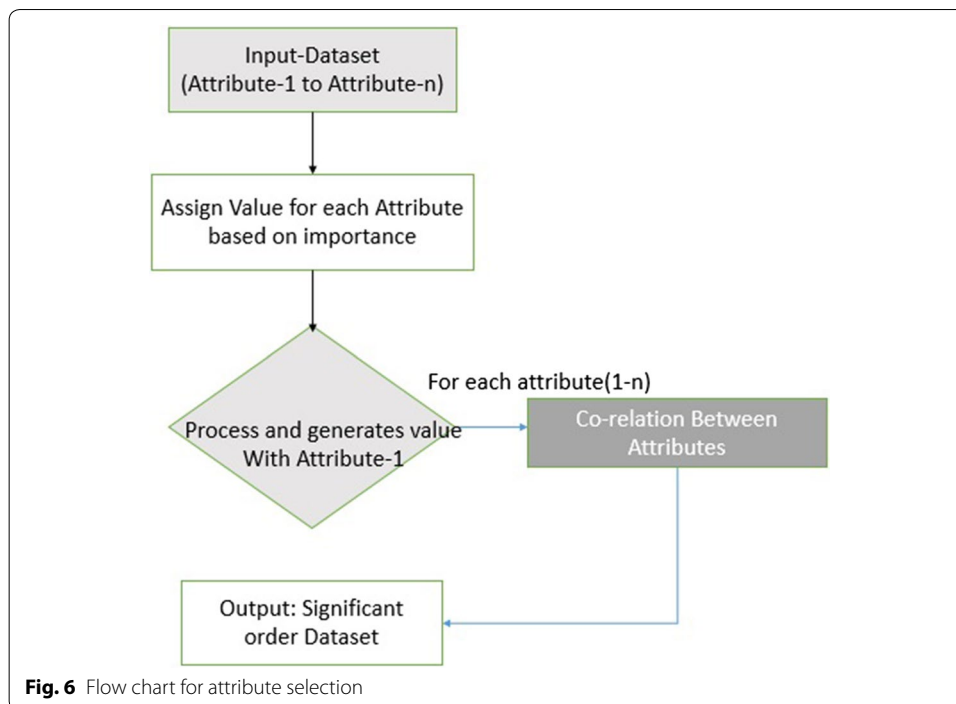 Input-Dataset
(Attribute-1 to Attribute-n)
Assign Value for each Attribute
based on importance
For each attribute(1-n)
Process and generates value
With Attribute-1
Co-relation Between
Attributes
Output: Significant
order Dataset
Fig. 6 Flow chart for attribute selection